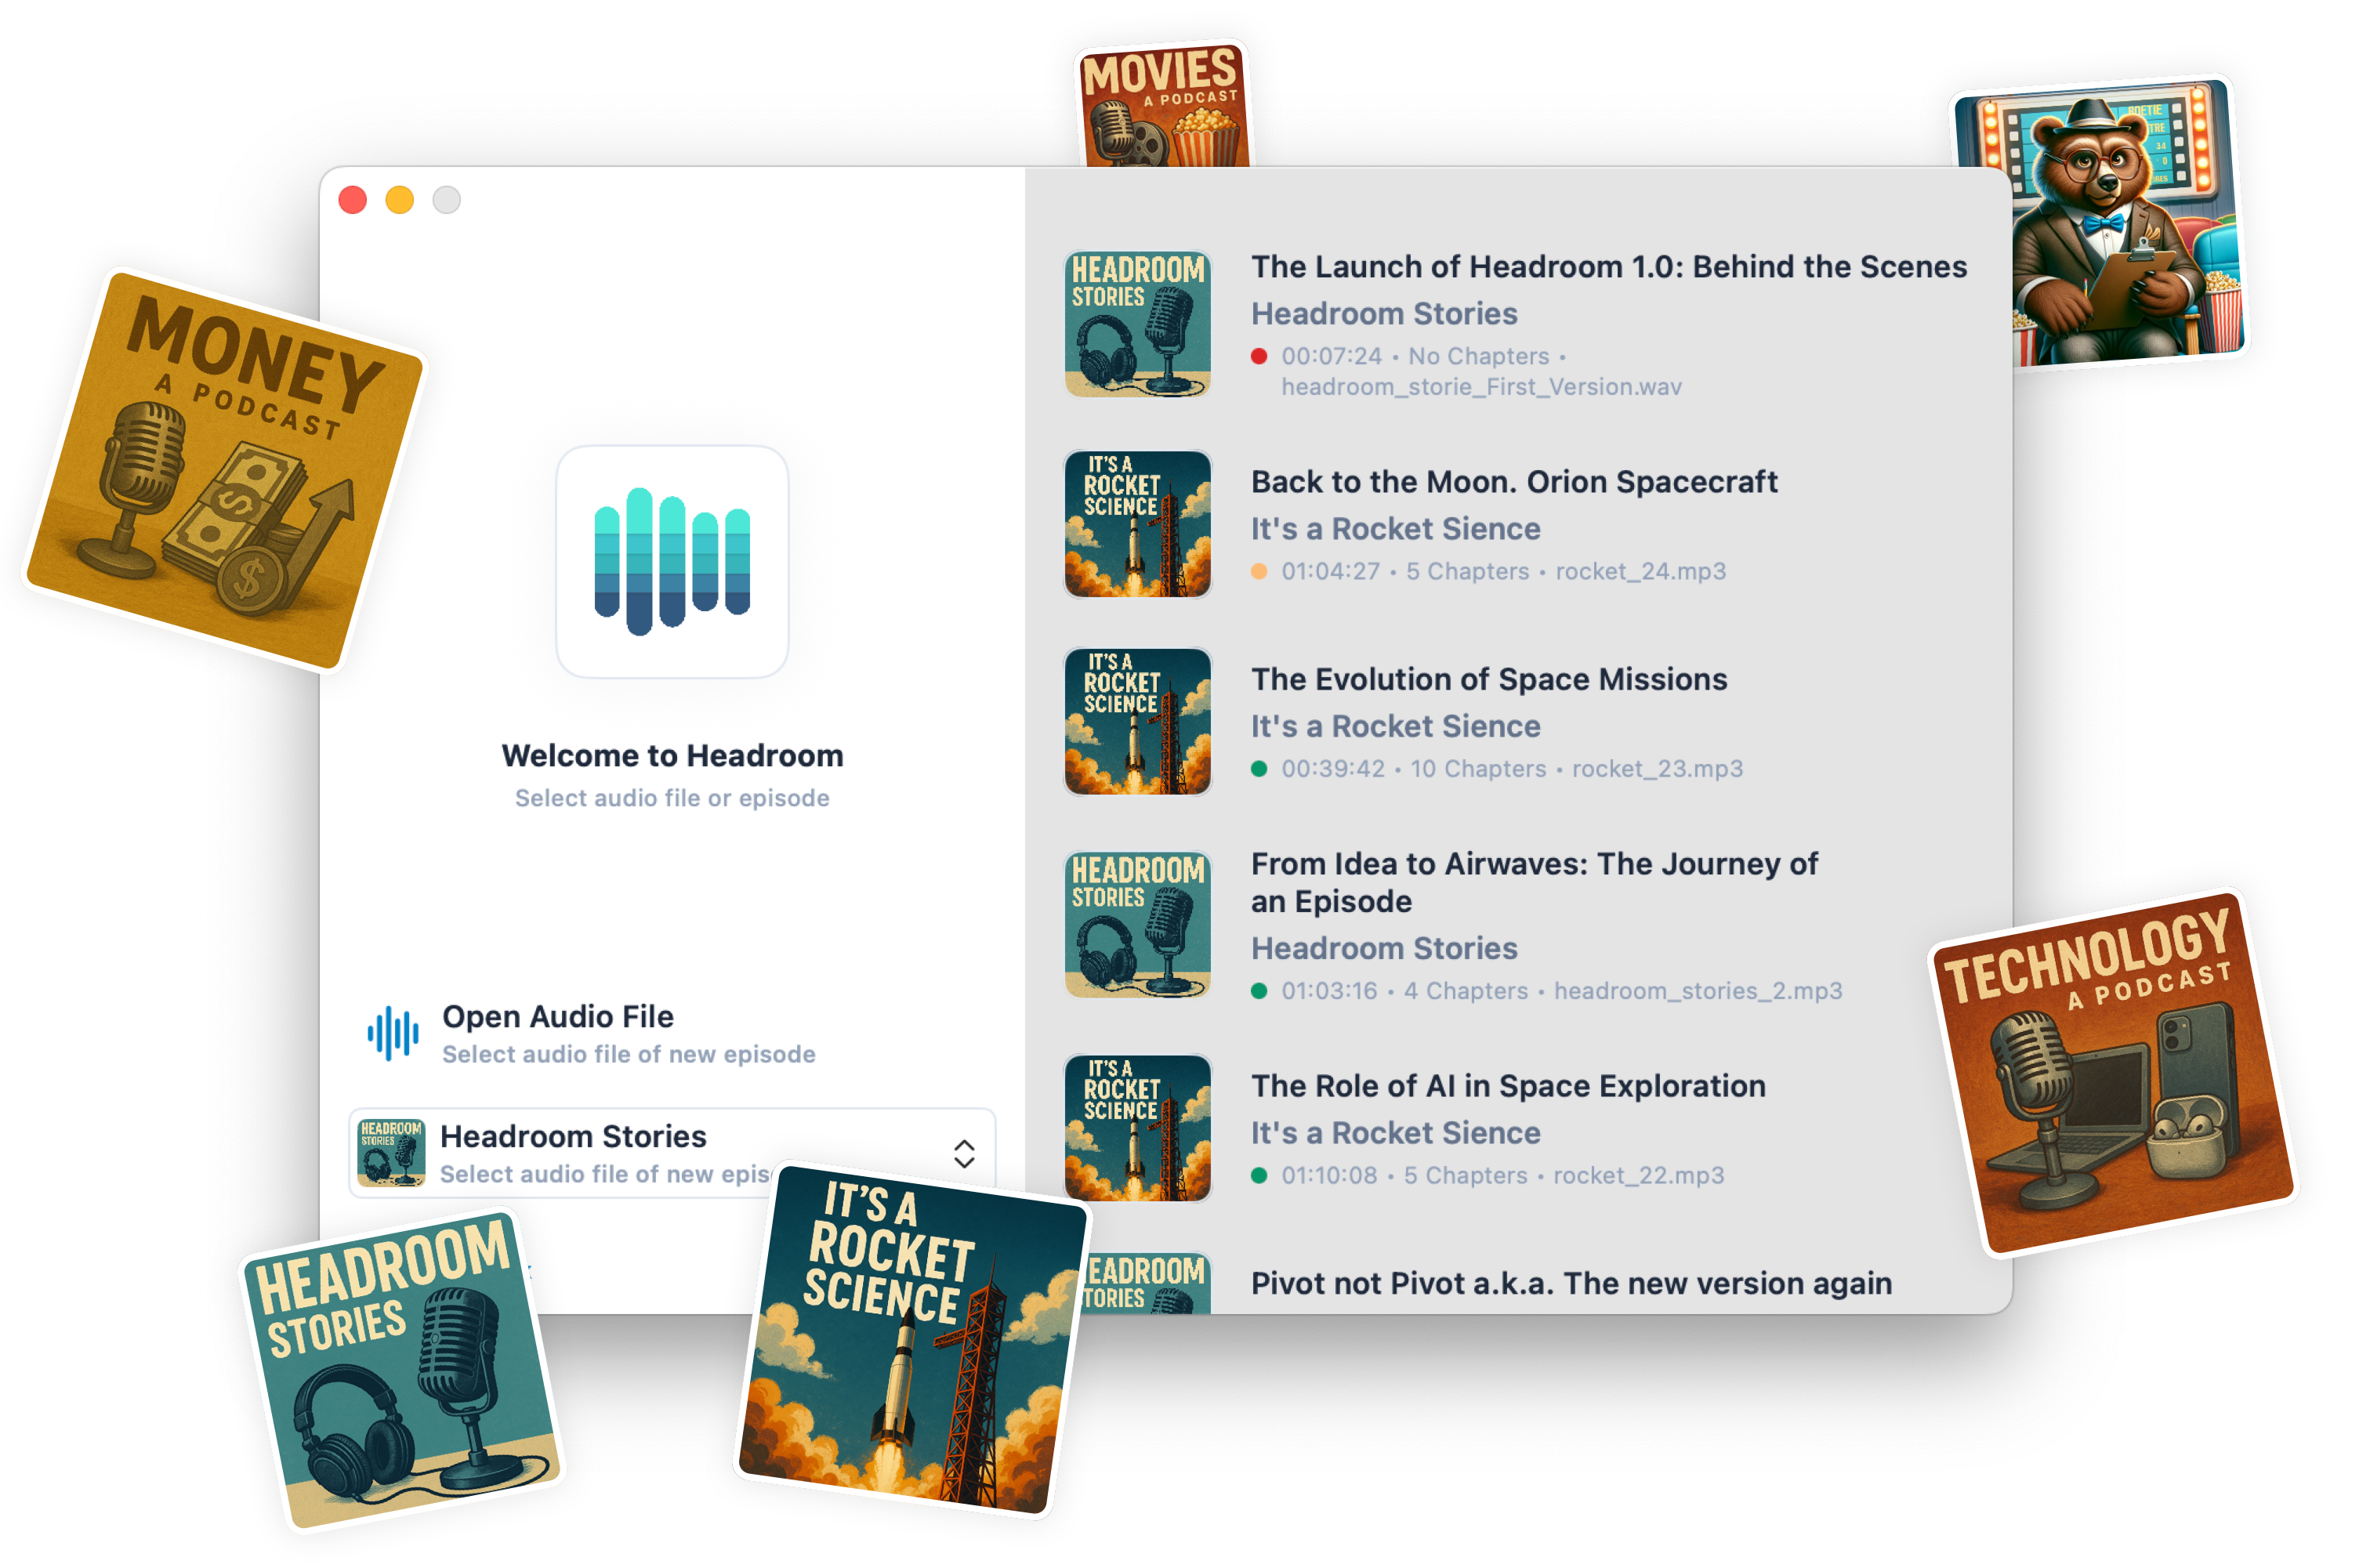 MOVIES
A PODCAST
MONEY
A PODCAST
Welcome to Headroom
Select audio file or episode
Open Audio File
Select audio file of new episode
HEADROOM
STORIES
Headroom Stories
Select audio file of new epis
HEADROOM
STORIES
IT'S A
ROCKET
SCIENCE
HEADROOM
STORIES
The Launch of Headroom 1.0: Behind the Scenes
Headroom Stories
00:07:24 • No Chapters •
headroom_storie_First_Version.wav
IT'S A
ROCKET
SCIENCE
Back to the Moon. Orion Spacecraft
It's a Rocket Sience
01:04:27 • 5 Chapters • rocket_24.mp3
IT'S A
ROCKET
SCIENCE
The Evolution of Space Missions
It's a Rocket Sience
00:39:42 • 10 Chapters • rocket_23.mp3
HEADROOM
STORIES
From Idea to Airwaves: The Journey of
an Episode
Headroom Stories
01:03:16 • 4 Chapters • headroom_stories_2.mp3
IT'S A
ROCKET
SCIENCE
The Role of AI in Space Exploration
It's a Rocket Sience
01:10:08 • 5 Chapters • rocket_22.mp3
EADROOM
TORIES
Pivot not Pivot a.k.a. The new version again
TECHNOLOGY
A PODCAST